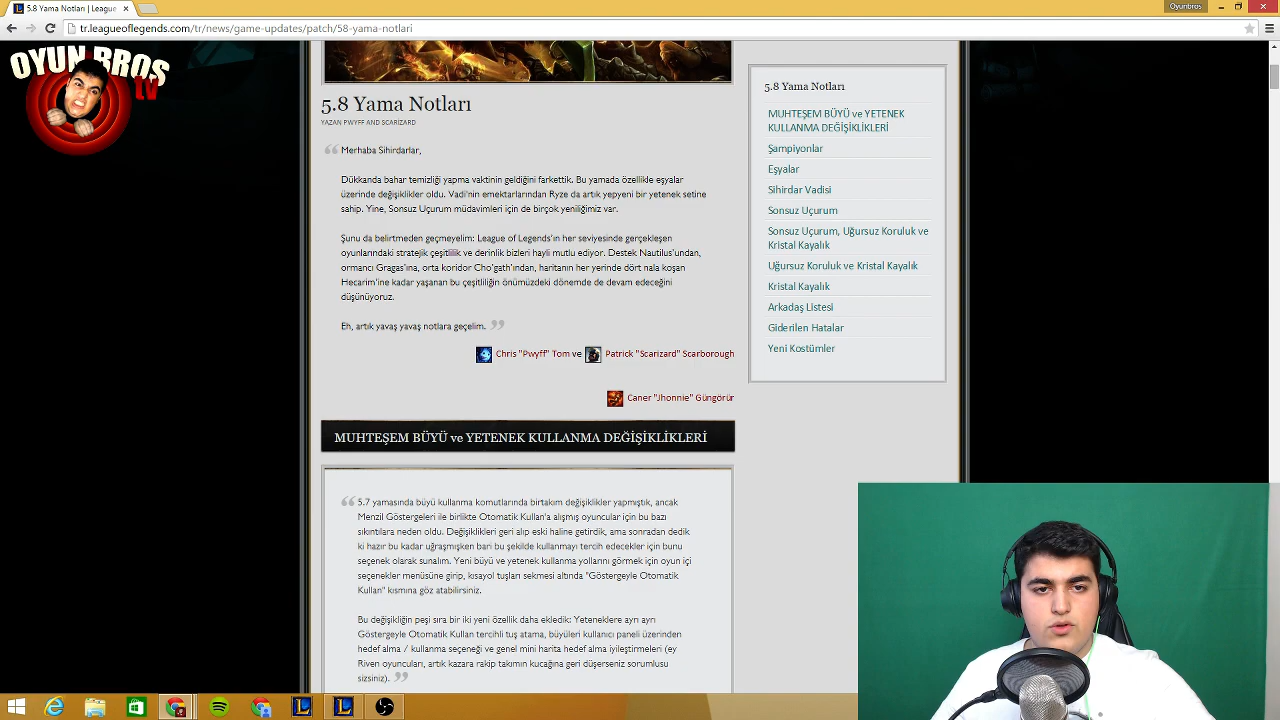 5.8 Yama Notları | League
Oyunbros
tr.leagueoflegends.com/tr/news/game-updates/patch/58-yama-notlari
OYUN BROS
tv
5.8 Yama Notları
YAZAN PWYFF AND SCARIZARD
Merhaba Sihirdarlar,
Dükkanda bahar temizliği yapma vaktinin geldiğini farkettik. Bu yamada özellikle eşyalar
üzerinde değişiklikler oldu. Vadi'nin emektarlarından Ryze da artık yepyeni bir yetenek setine
sahip. Yine, Sonsuz Uçurum müdavimleri için de birçok yeniliğimiz var.
Şunu da belirtmeden geçmeyelim: League of Legends'ın her seviyesinde gerçekleşen
oyunlarındaki stratejik çeşitlilik ve derinlik bizleri hayli mutlu ediyor. Destek Nautilus'undan,
ormancı Gragas'ına, orta koridor Cho'gath'ından, haritanın her yerinde dört nala koşan
Hecarim'ine kadar yaşanan bu çeşitliliğin önümüzdeki dönemde de devam edeceğini
düşünüyoruz.
Eh, artık yavaş yavaş notlara geçelim.
Chris "Pwyff" Tom ve Patrick "Scarizard" Scarborough
Caner "Jhonnie" Güngörür
MUHTEŞEM BÜYÜ ve YETENEK KULLANMA DEĞİŞİKLİKLERİ
5.7 yamasında büyü kullanma komutlarında birtakım değişiklikler yapmıştık, ancak
Menzil Göstergeleri ile birlikte Otomatik Kullan'a alışmış oyuncular için bu bazı
sıkıntılara neden oldu. Değişiklikleri geri alıp eski haline getirdik, ama sonradan dedik
ki hazır bu kadar uğraşmışken bari bu şekilde kullanmayı tercih edecekler için bunu
seçenek olarak sunalım. Yeni büyü ve yetenek kullanma yollarını görmek için oyun içi
seçenekler menüsüne girip, kısayol tuşları sekmesi altında "Göstergeyle Otomatik
Kullan" kısmına göz atabilirsiniz.
Bu değişikliğin peşi sıra bir iki yeni özellik daha ekledik: Yeteneklere ayrı ayrı
Göstergeyle Otomatik Kullan tercihli tuş atama, büyüleri kullanıcı paneli üzerinden
hedef alma / kullanma seçeneği ve genel mini harita hedef alma iyileştirmeleri (ey
Riven oyuncuları, artık kazara rakip takımın kucağına geri düşerseniz sorumlusu
sizsiniz).
5.8 Yama Notları
MUHTEŞEM BÜYÜ ve YETENEK
KULLANMA DEĞİŞİKLİKLERİ
Şampiyonlar
Eşyalar
Sihirdar Vadisi
Sonsuz Uçurum
Sonsuz Uçurum, Uğursuz Koruluk ve
Kristal Kayalık
Uğursuz Koruluk ve Kristal Kayalık
Kristal Kayalık
Arkadaş Listesi
Giderilen Hatalar
Yeni Kostümler